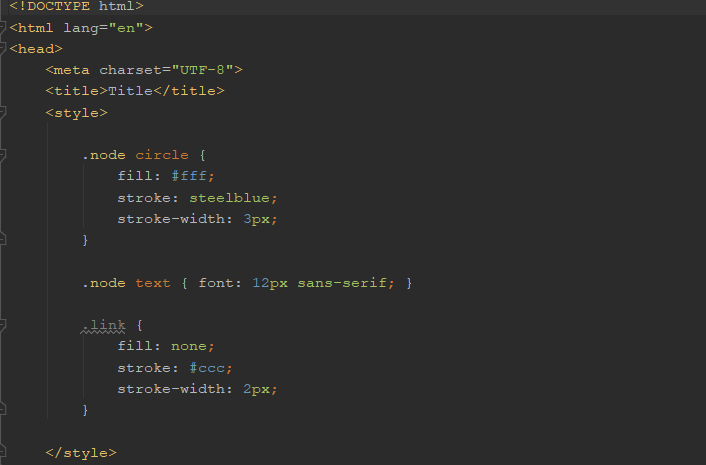 <!DOCTYPE html>
<html lang="en">
<head>
    <meta charset="UTF-8">
    <title>Title</title>
    <style>

        .node circle {
            fill: #fff;
            stroke: steelblue;
            stroke-width: 3px;
        }

        .node text { font: 12px sans-serif; }

        .link {
            fill: none;
            stroke: #ccc;
            stroke-width: 2px;
        }

    </style>